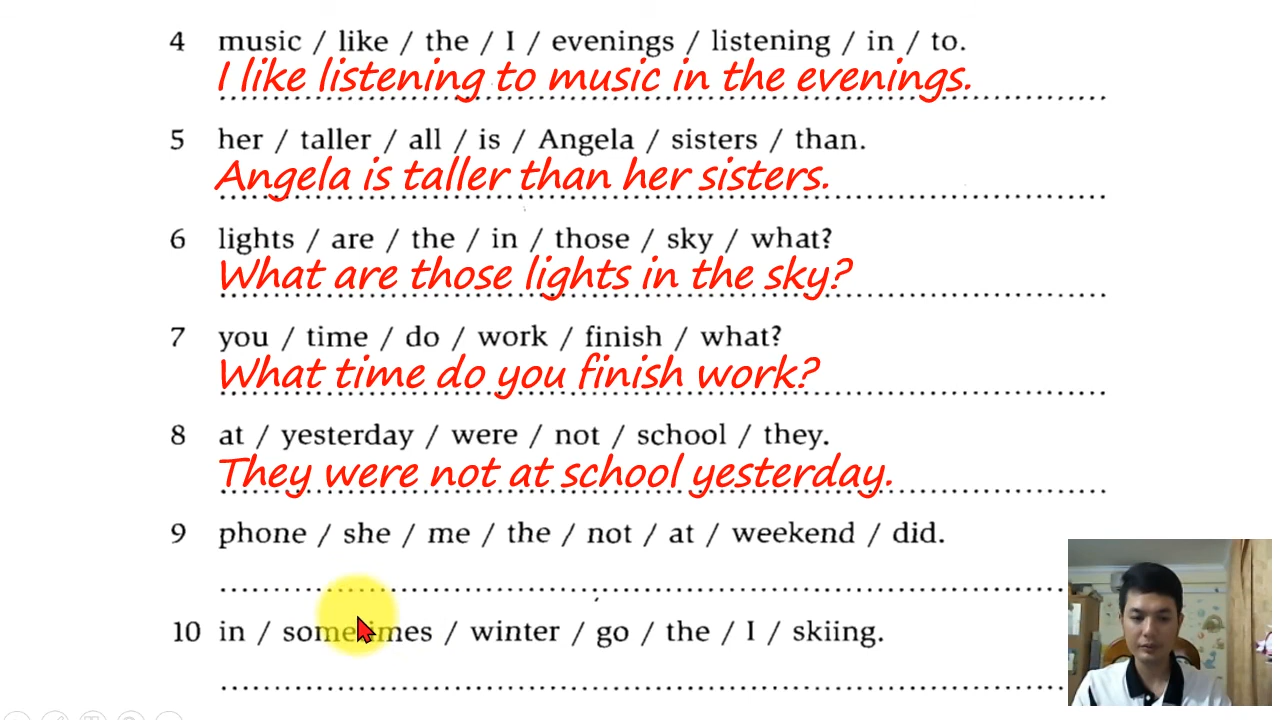 4 music / like / the / I / evenings / listening / in / to.
I like listening to music in the evenings.
5 her / taller / all / is / Angela / sisters / than.
Angela is taller than her sisters.
6 lights / are / the / in / those / sky / what?
What are those lights in the sky?
7 you / time / do / work / finish / what?
What time do you finish work?
8 at / yesterday / were / not / school / they.
They were not at school yesterday.
9 phone / she / me / the / not / at / weekend / did.
10 in / sometimes / winter / go / the / I / skiing.